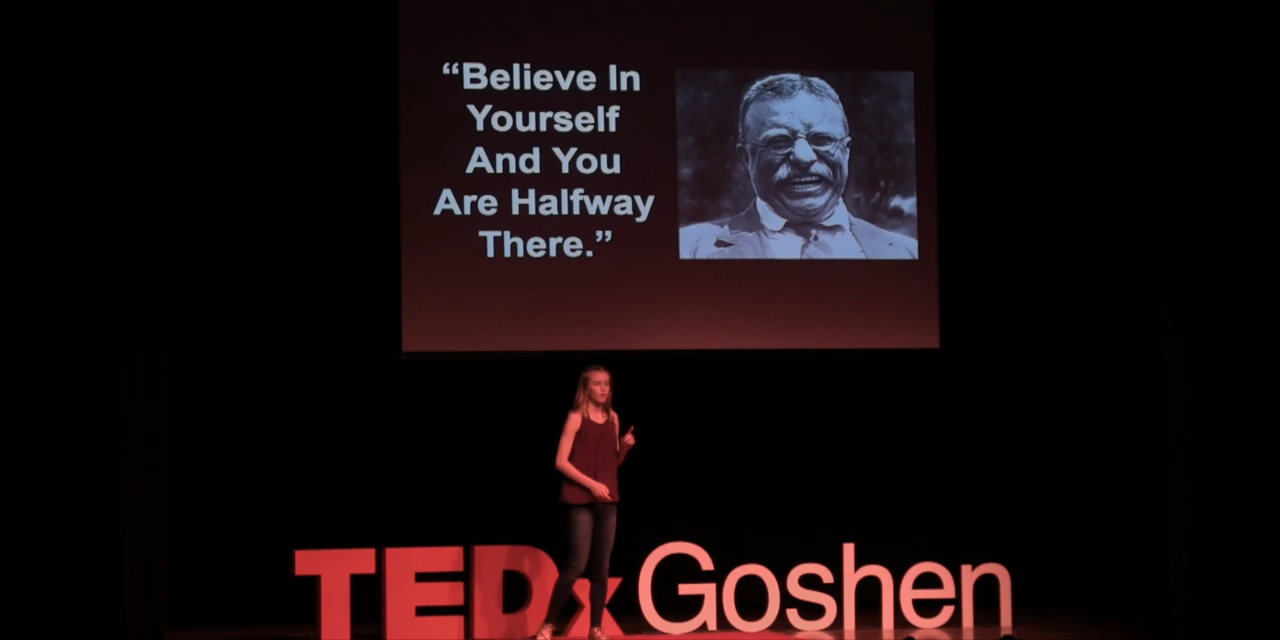 “Believe In
Yourself
And You
Are Halfway
There.”
TEDxGoshen